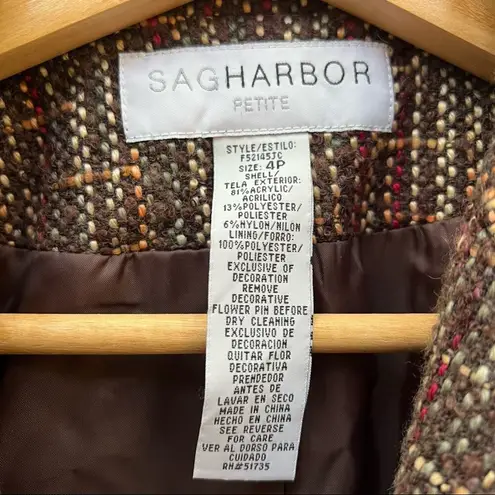 SAGHARBOR
PETITE
STYLE/ESTILO:
F52145JC
SIZE: 4P
SHELL/
TELA EXTERIOR:
81%ACRYLIC/
ACRILICO
13%POLYESTER/
POLIESTER
6%NYLON/NILON
LINING/FORRO:
100%POLYESTER/
POLIESTER
EXCLUSIVE OF
DECORATION
REMOVE
DECORATIVE
FLOWER PIN BEFORE
DRY CLEANING
EXCLUSIVO DE
DECORACION
QUITAR FLOR
DECORATIVA
PRENDEDOR
ANTES DE
LAVAR EN SECO
MADE IN CHINA
HECHO EN CHINA
SEE REVERSE
FOR CARE
VER AL DORSO PARA
CUIDADO
RN#51735